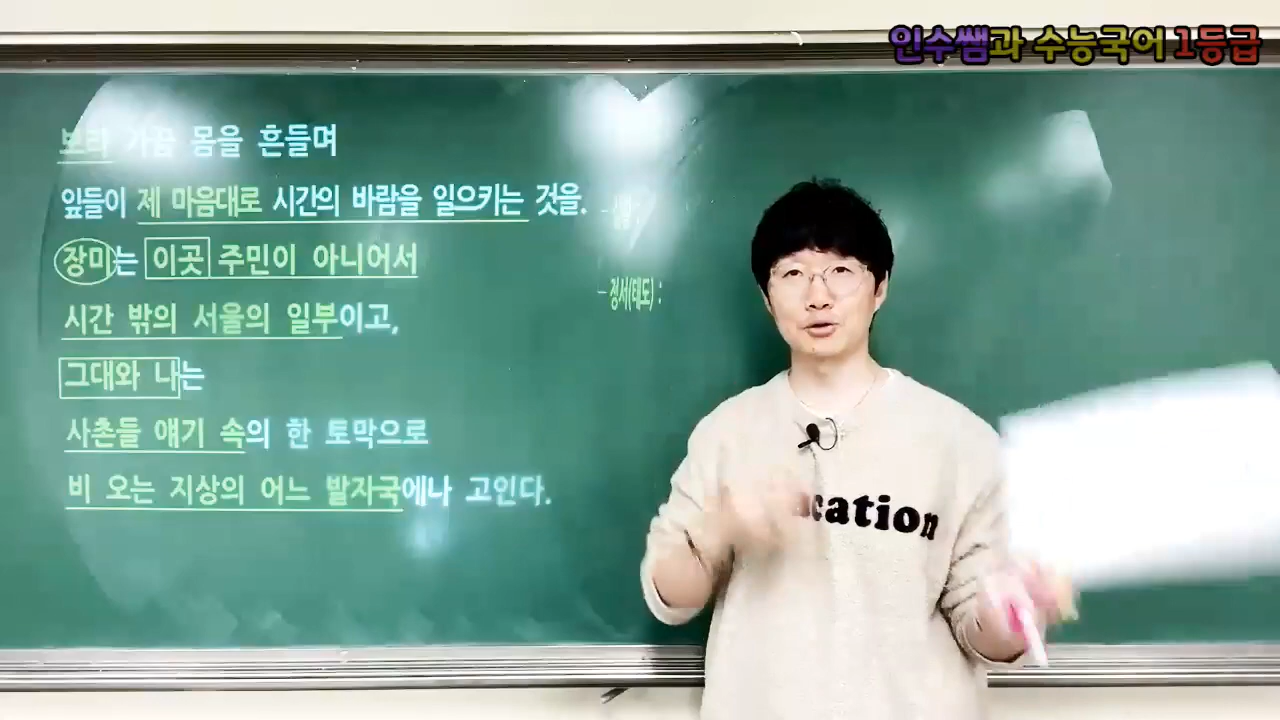 인수쌤과 수능국어 1등급
보라 가끔 몸을 흔들며
잎들이 제 마음대로 시간의 바람을 일으키는 것을.
장미는 이곳 주민이 아니어서
시간 밖의 서울의 일부이고,
그대와 나는
사촌들 얘기 속의 한 토막으로
비 오는 지상의 어느 발자국에나 고인다.
- 정서(태도) :
cation